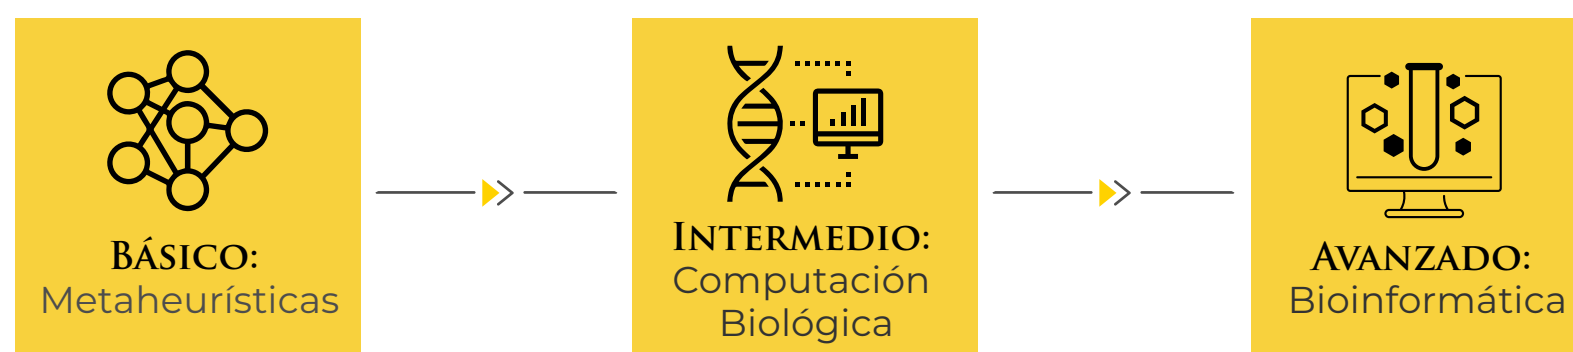 BÁSICO:
Metaheurísticas
INTERMEDIO:
Computación
Biológica
AVANZADO:
Bioinformática